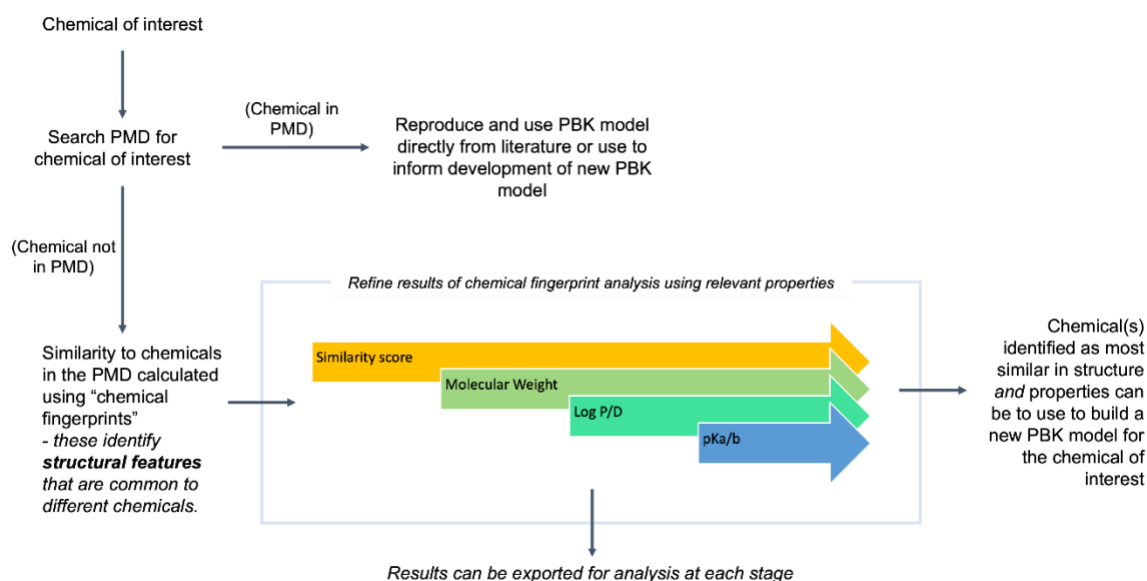 Chemical of interest
(Chemical in
PMD)
Search PMD for
chemical of interest
Reproduce and use PBK model
directly from literature or use to
inform development of new PBK
model
(Chemical not
in PMD)
Similarity to chemicals
in the PMD calculated
using “chemical
fingerprints”
- these identify
structural features
that are common to
different chemicals.
Refine results of chemical fingerprint analysis using relevant properties
Similarity score
Molecular Weight
Log P/D
pKa/b
Chemical(s)
identified as most
similar in structure
and properties can
be to use to build a
new PBK model for
the chemical of
interest
Results can be exported for analysis at each stage